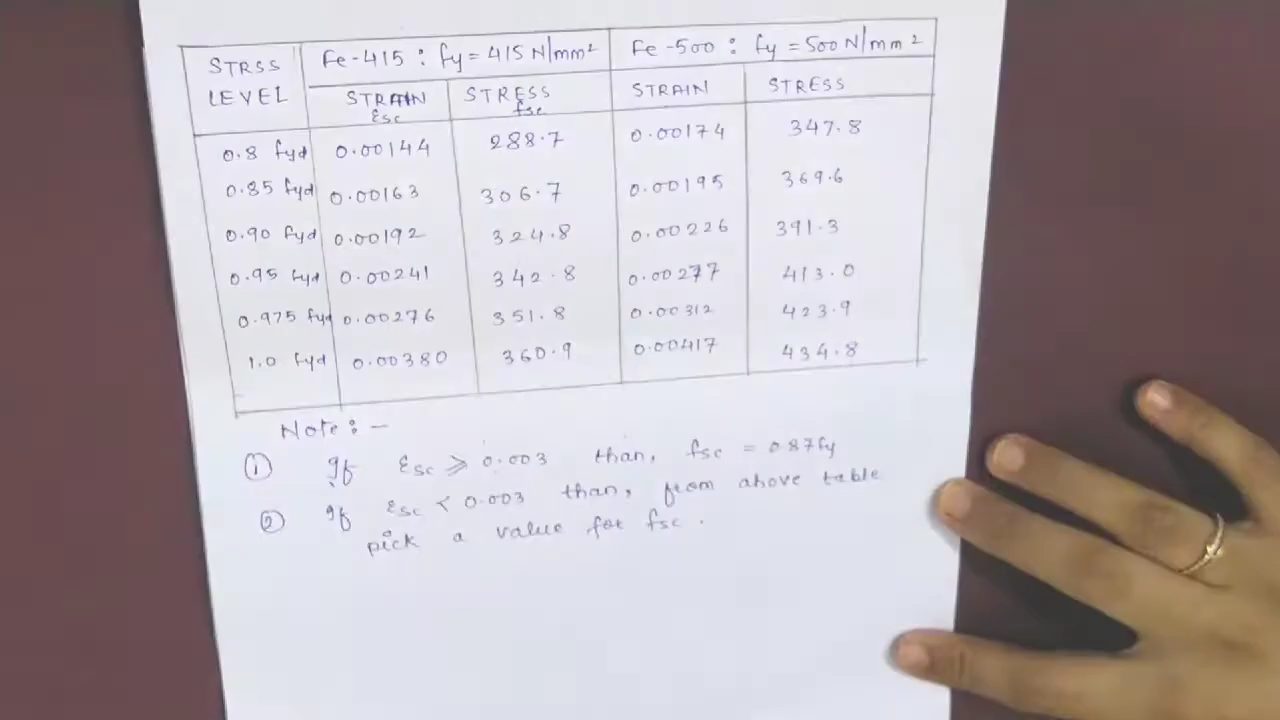 STRSS LEVEL | Fe-415 : fy = 415 N/mm² | Fe-500 : fy = 500 N/mm²
STRAIN Esc | STRESS fsc | STRAIN | STRESS
0.8 fyd | 0.00144 | 288.7 | 0.00174 | 347.8
0.85 fyd | 0.00163 | 306.7 | 0.00195 | 369.6
0.90 fyd | 0.00192 | 324.8 | 0.00226 | 391.3
0.95 fyd | 0.00241 | 342.8 | 0.00277 | 413.0
0.975 fyd | 0.00276 | 351.8 | 0.00312 | 423.9
1.0 fyd | 0.00380 | 360.9 | 0.00417 | 434.8
Note:-
① If Esc ⩾ 0.003 than, fsc = 0.87fy
② If Esc < 0.003 than, from above table
pick a value for fsc.